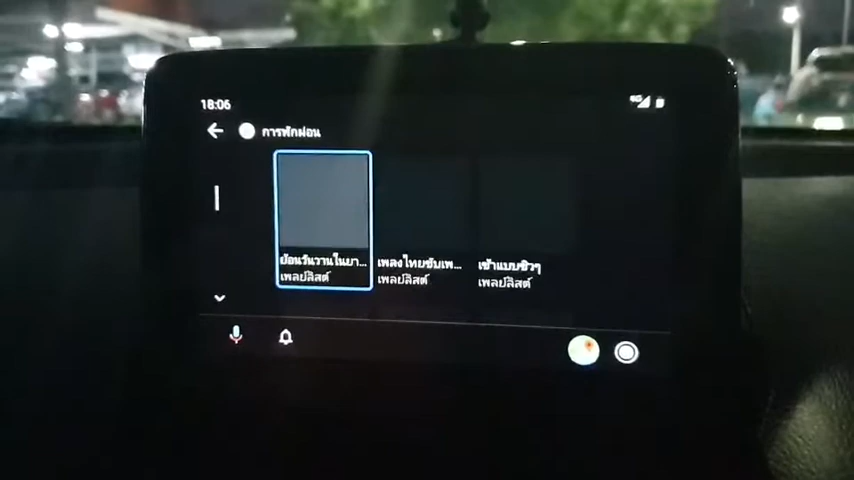 18:06
4G
การพักผ่อน
ย้อนวันวานในยา...
เพลย์ลิสต์
เพลงไทยซับเพ...
เพลย์ลิสต์
เช้าแบบชิวๆ
เพลย์ลิสต์